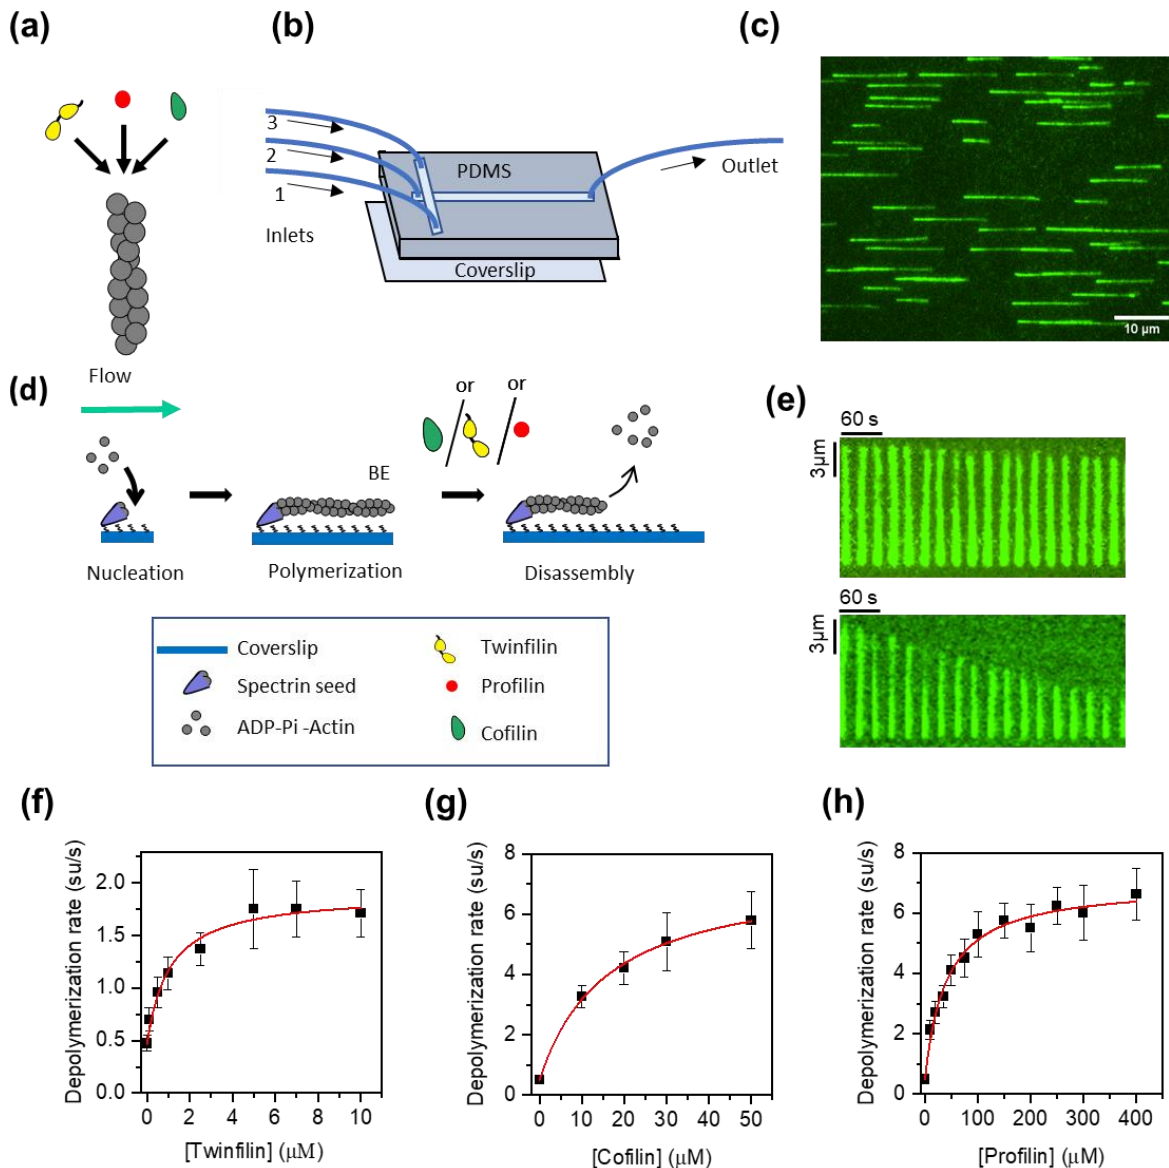 (a)
(b)
(c)
3
2
1
Inlets
PDMS
Coverslip
Outlet
10 µm
(d)
Flow
or
or
BE
Nucleation
Polymerization
Disassembly
(e)
60 s
3µm
60 s
3µm
Coverslip
Spectrin seed
ADP-Pi -Actin
Twinfilin
Profilin
Cofilin
(f)
Depolymerization rate (su/s)
2.0
1.5
1.0
0.5
0.0
0 2 4 6 8 10
[Twinfilin] (µM)
(g)
Depolymerization rate (su/s)
8
6
4
2
0
0 10 20 30 40 50
[Cofilin] (µM)
(h)
Depolymerization rate (su/s)
8
6
4
2
0
0 100 200 300 400
[Profilin] (µM)